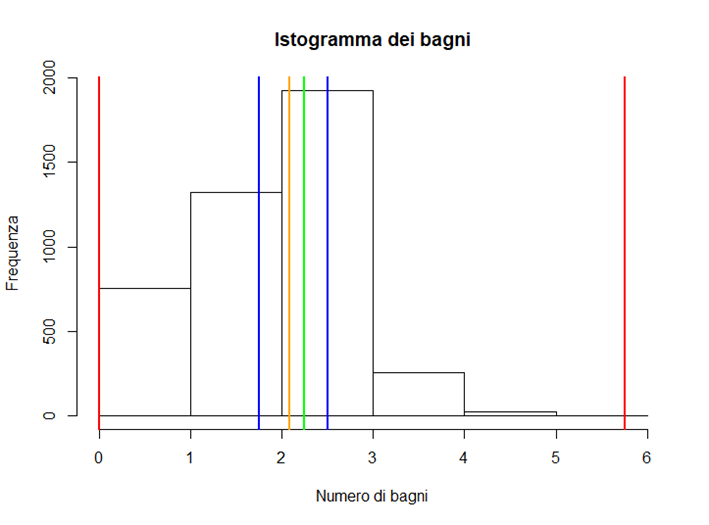 Istogramma dei bagni
2000
1500
1000
500
0
Frequenza
0 1 2 3 4 5 6
Numero di bagni